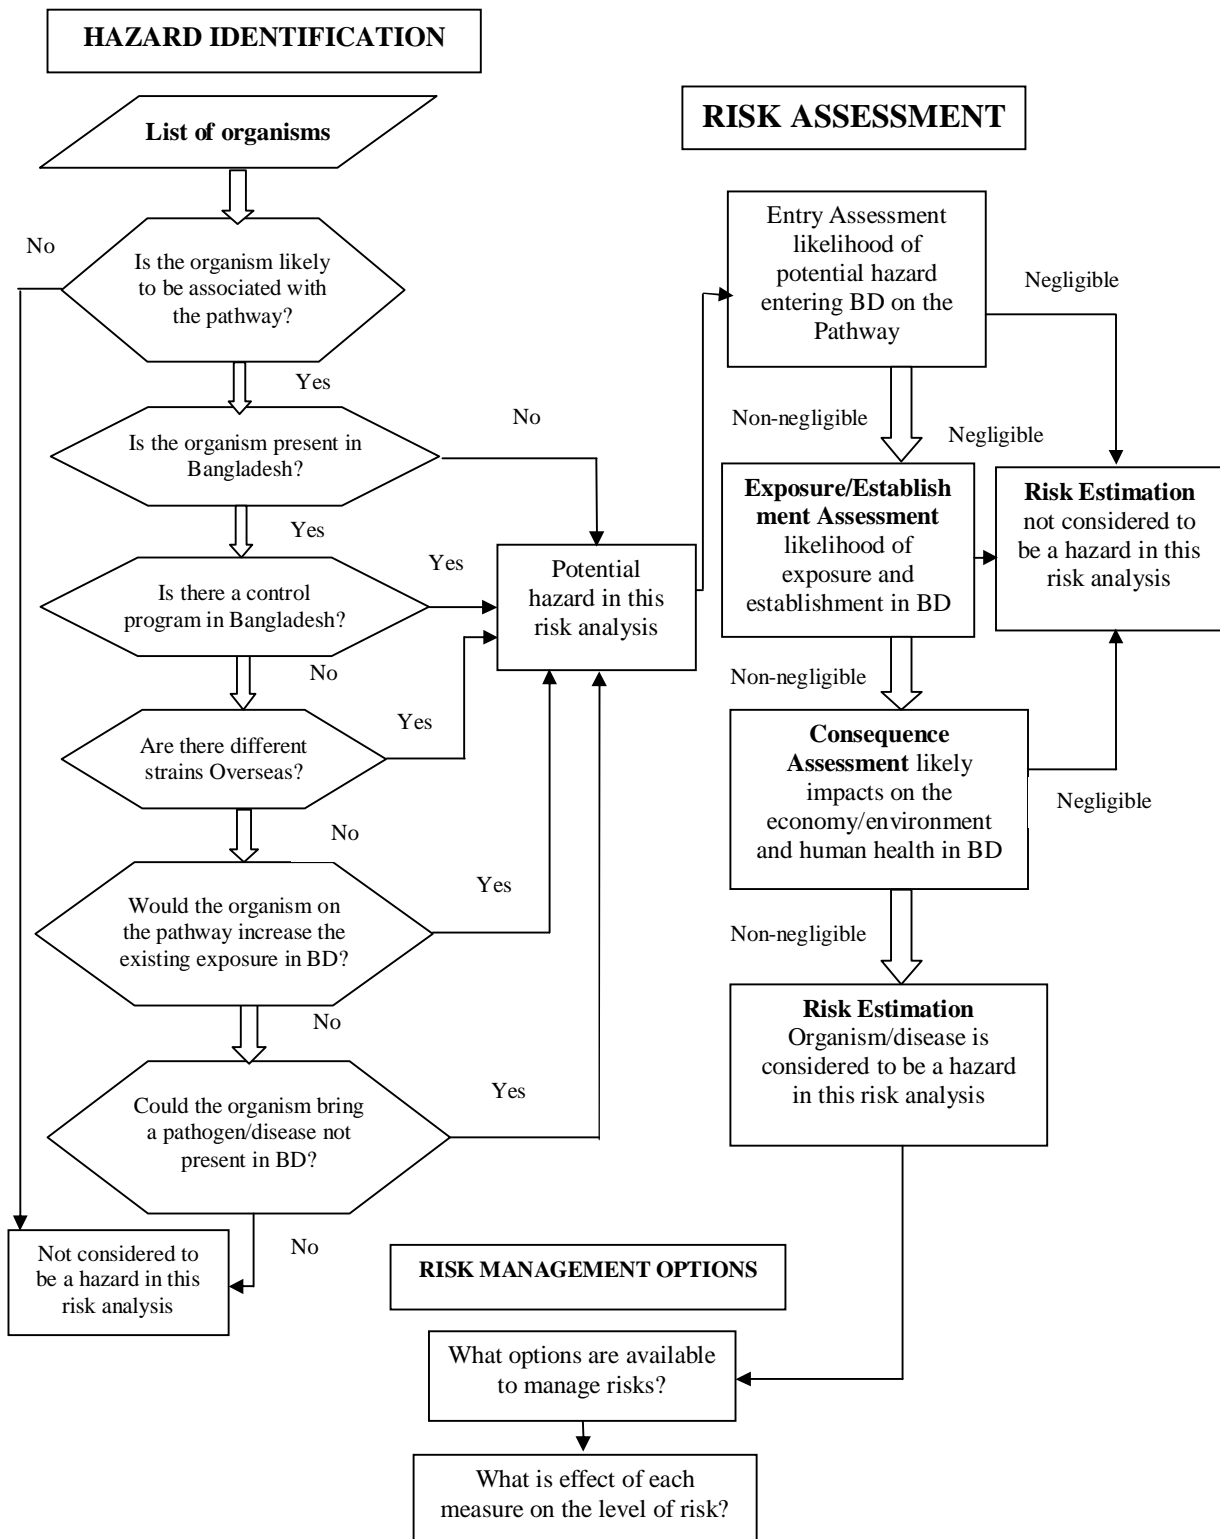 HAZARD IDENTIFICATION
List of organisms
No
Is the organism likely
to be associated with
the pathway?
Yes
No
Is the organism present in
Bangladesh?
Yes
Yes
Is there a control
program in Bangladesh?
No
Yes
Are there different
strains Overseas?
No
Yes
Would the organism on
the pathway increase the
existing exposure in BD?
No
Yes
Could the organism bring
a pathogen/disease not
present in BD?
No
Not considered to
be a hazard in this
risk analysis
Potential
hazard in this
risk analysis
RISK ASSESSMENT
Entry Assessment
likelihood of
potential hazard
entering BD on the
Pathway
Negligible
Non-negligible
Negligible
Exposure/Establish
ment Assessment
likelihood of
exposure and
establishment in BD
Risk Estimation
not considered to
be a hazard in this
risk analysis
Non-negligible
Consequence
Assessment likely
impacts on the
economy/environment
and human health in BD
Negligible
Non-negligible
Risk Estimation
Organism/disease is
considered to be a hazard
in this risk analysis
RISK MANAGEMENT OPTIONS
What options are available
to manage risks?
What is effect of each
measure on the level of risk?